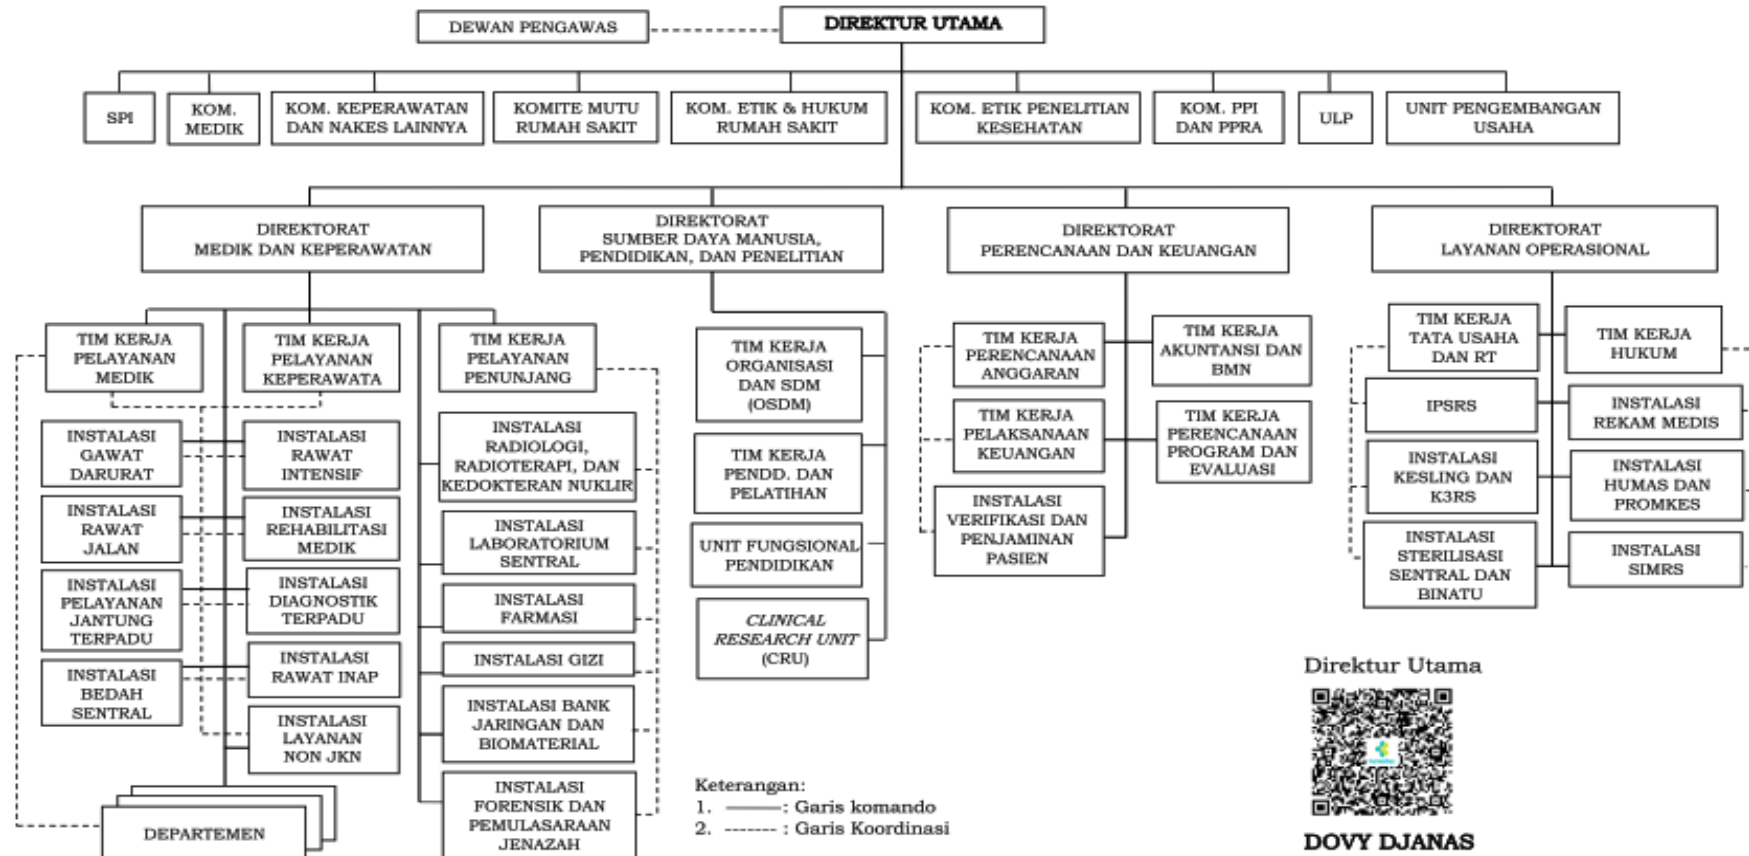 DEWAN PENGAWAS
DIREKTUR UTAMA
SPI
KOM.
MEDIK
KOM. KEPERAWATAN
DAN NAKES LAINNYA
KOMITE MUTU
RUMAH SAKIT
KOM. ETIK & HUKUM
RUMAH SAKIT
KOM. ETIK PENELITIAN
KESEHATAN
KOM. PPI
DAN PPRA
ULP
UNIT PENGEMBANGAN
USAHA
DIREKTORAT
MEDIK DAN KEPERAWATAN
DIREKTORAT
SUMBER DAYA MANUSIA,
PENDIDIKAN, DAN PENELITIAN
DIREKTORAT
PERENCANAAN DAN KEUANGAN
DIREKTORAT
LAYANAN OPERASIONAL
TIM KERJA
PELAYANAN
MEDIK
TIM KERJA
PELAYANAN
KEPERAWATA
TIM KERJA
PELAYANAN
PENUNJANG
INSTALASI
GAWAT
DARURAT
INSTALASI
RAWAT
INTENSIF
INSTALASI
RAWAT
JALAN
INSTALASI
REHABILITASI
MEDIK
INSTALASI
PELAYANAN
JANTUNG
TERPADU
INSTALASI
DIAGNOSTIK
TERPADU
INSTALASI
BEDAH
SENTRAL
INSTALASI
RAWAT INAP
INSTALASI
LAYANAN
NON JKN
DEPARTEMEN
INSTALASI
RADIOLOGI,
RADIOTERAPI, DAN
KEDOKTERAN NUKLIR
INSTALASI
LABORATORIUM
SENTRAL
INSTALASI
FARMASI
INSTALASI GIZI
INSTALASI BANK
JARINGAN DAN
BIOMATERIAL
INSTALASI
FORENSIK DAN
PEMULASARAAN
JENAZAH
TIM KERJA
ORGANISASI
DAN SDM
(OSDM)
TIM KERJA
PENDD. DAN
PELATIHAN
UNIT FUNGSIONAL
PENDIDIKAN
CLINICAL
RESEARCH UNIT
(CRU)
TIM KERJA
PERENCANAAN
ANGGARAN
TIM KERJA
AKUNTANSI DAN
BMN
TIM KERJA
PELAKSANAAN
KEUANGAN
TIM KERJA
PERENCANAAN
PROGRAM DAN
EVALUASI
INSTALASI
VERIFIKASI DAN
PENJAMINAN
PASIEN
TIM KERJA
TATA USAHA
DAN RT
TIM KERJA
HUKUM
IPSRS
INSTALASI
REKAM MEDIS
INSTALASI
KESLING DAN
K3RS
INSTALASI
HUMAS DAN
PROMKES
INSTALASI
STERILISASI
SENTRAL DAN
BINATU
INSTALASI
SIMRS
Keterangan:
1. ———: Garis komando
2. ------- : Garis Koordinasi
Direktur Utama
DOVY DJANAS